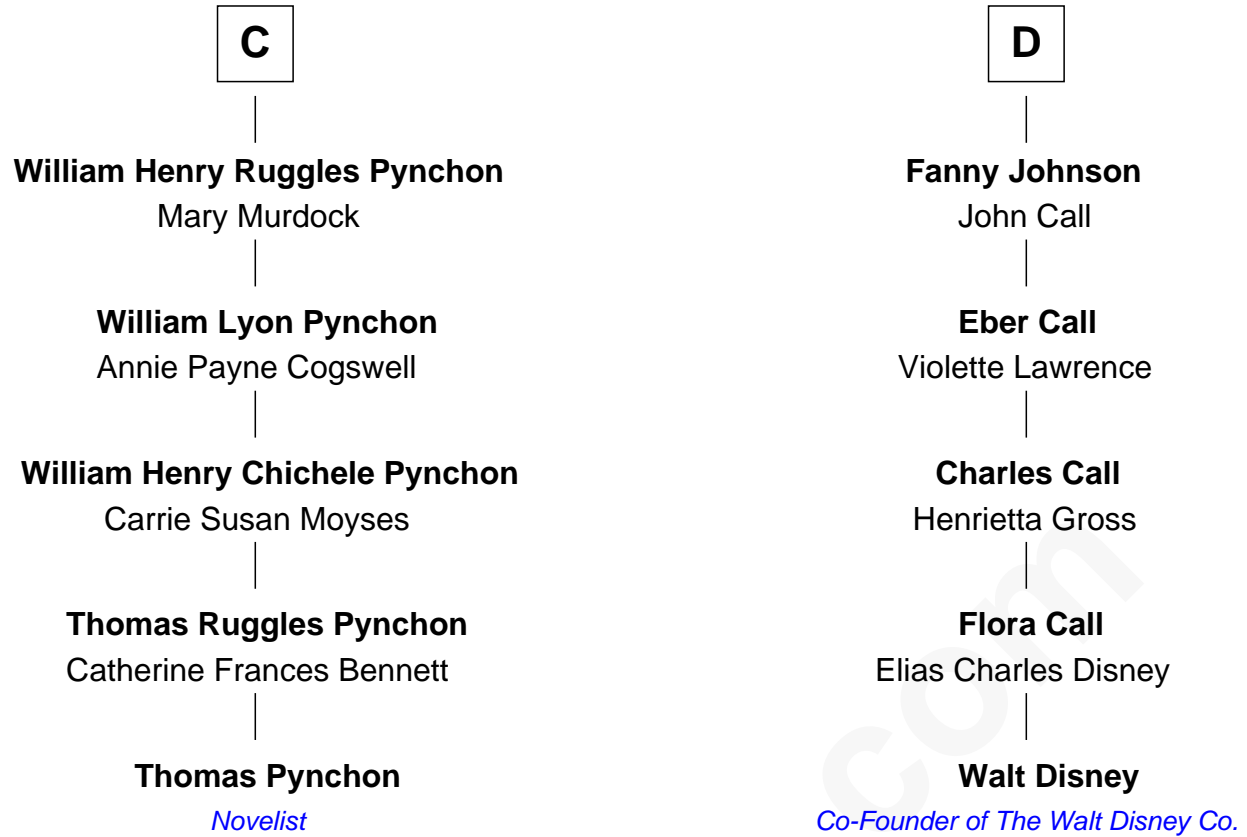 C
William Henry Ruggles Pynchon
Mary Murdock
William Lyon Pynchon
Annie Payne Cogswell
William Henry Chichele Pynchon
Carrie Susan Moyses
Thomas Ruggles Pynchon
Catherine Frances Bennett
Thomas Pynchon
Novelist
D
Fanny Johnson
John Call
Eber Call
Violette Lawrence
Charles Call
Henrietta Gross
Flora Call
Elias Charles Disney
Walt Disney
Co-Founder of The Walt Disney Co.
com